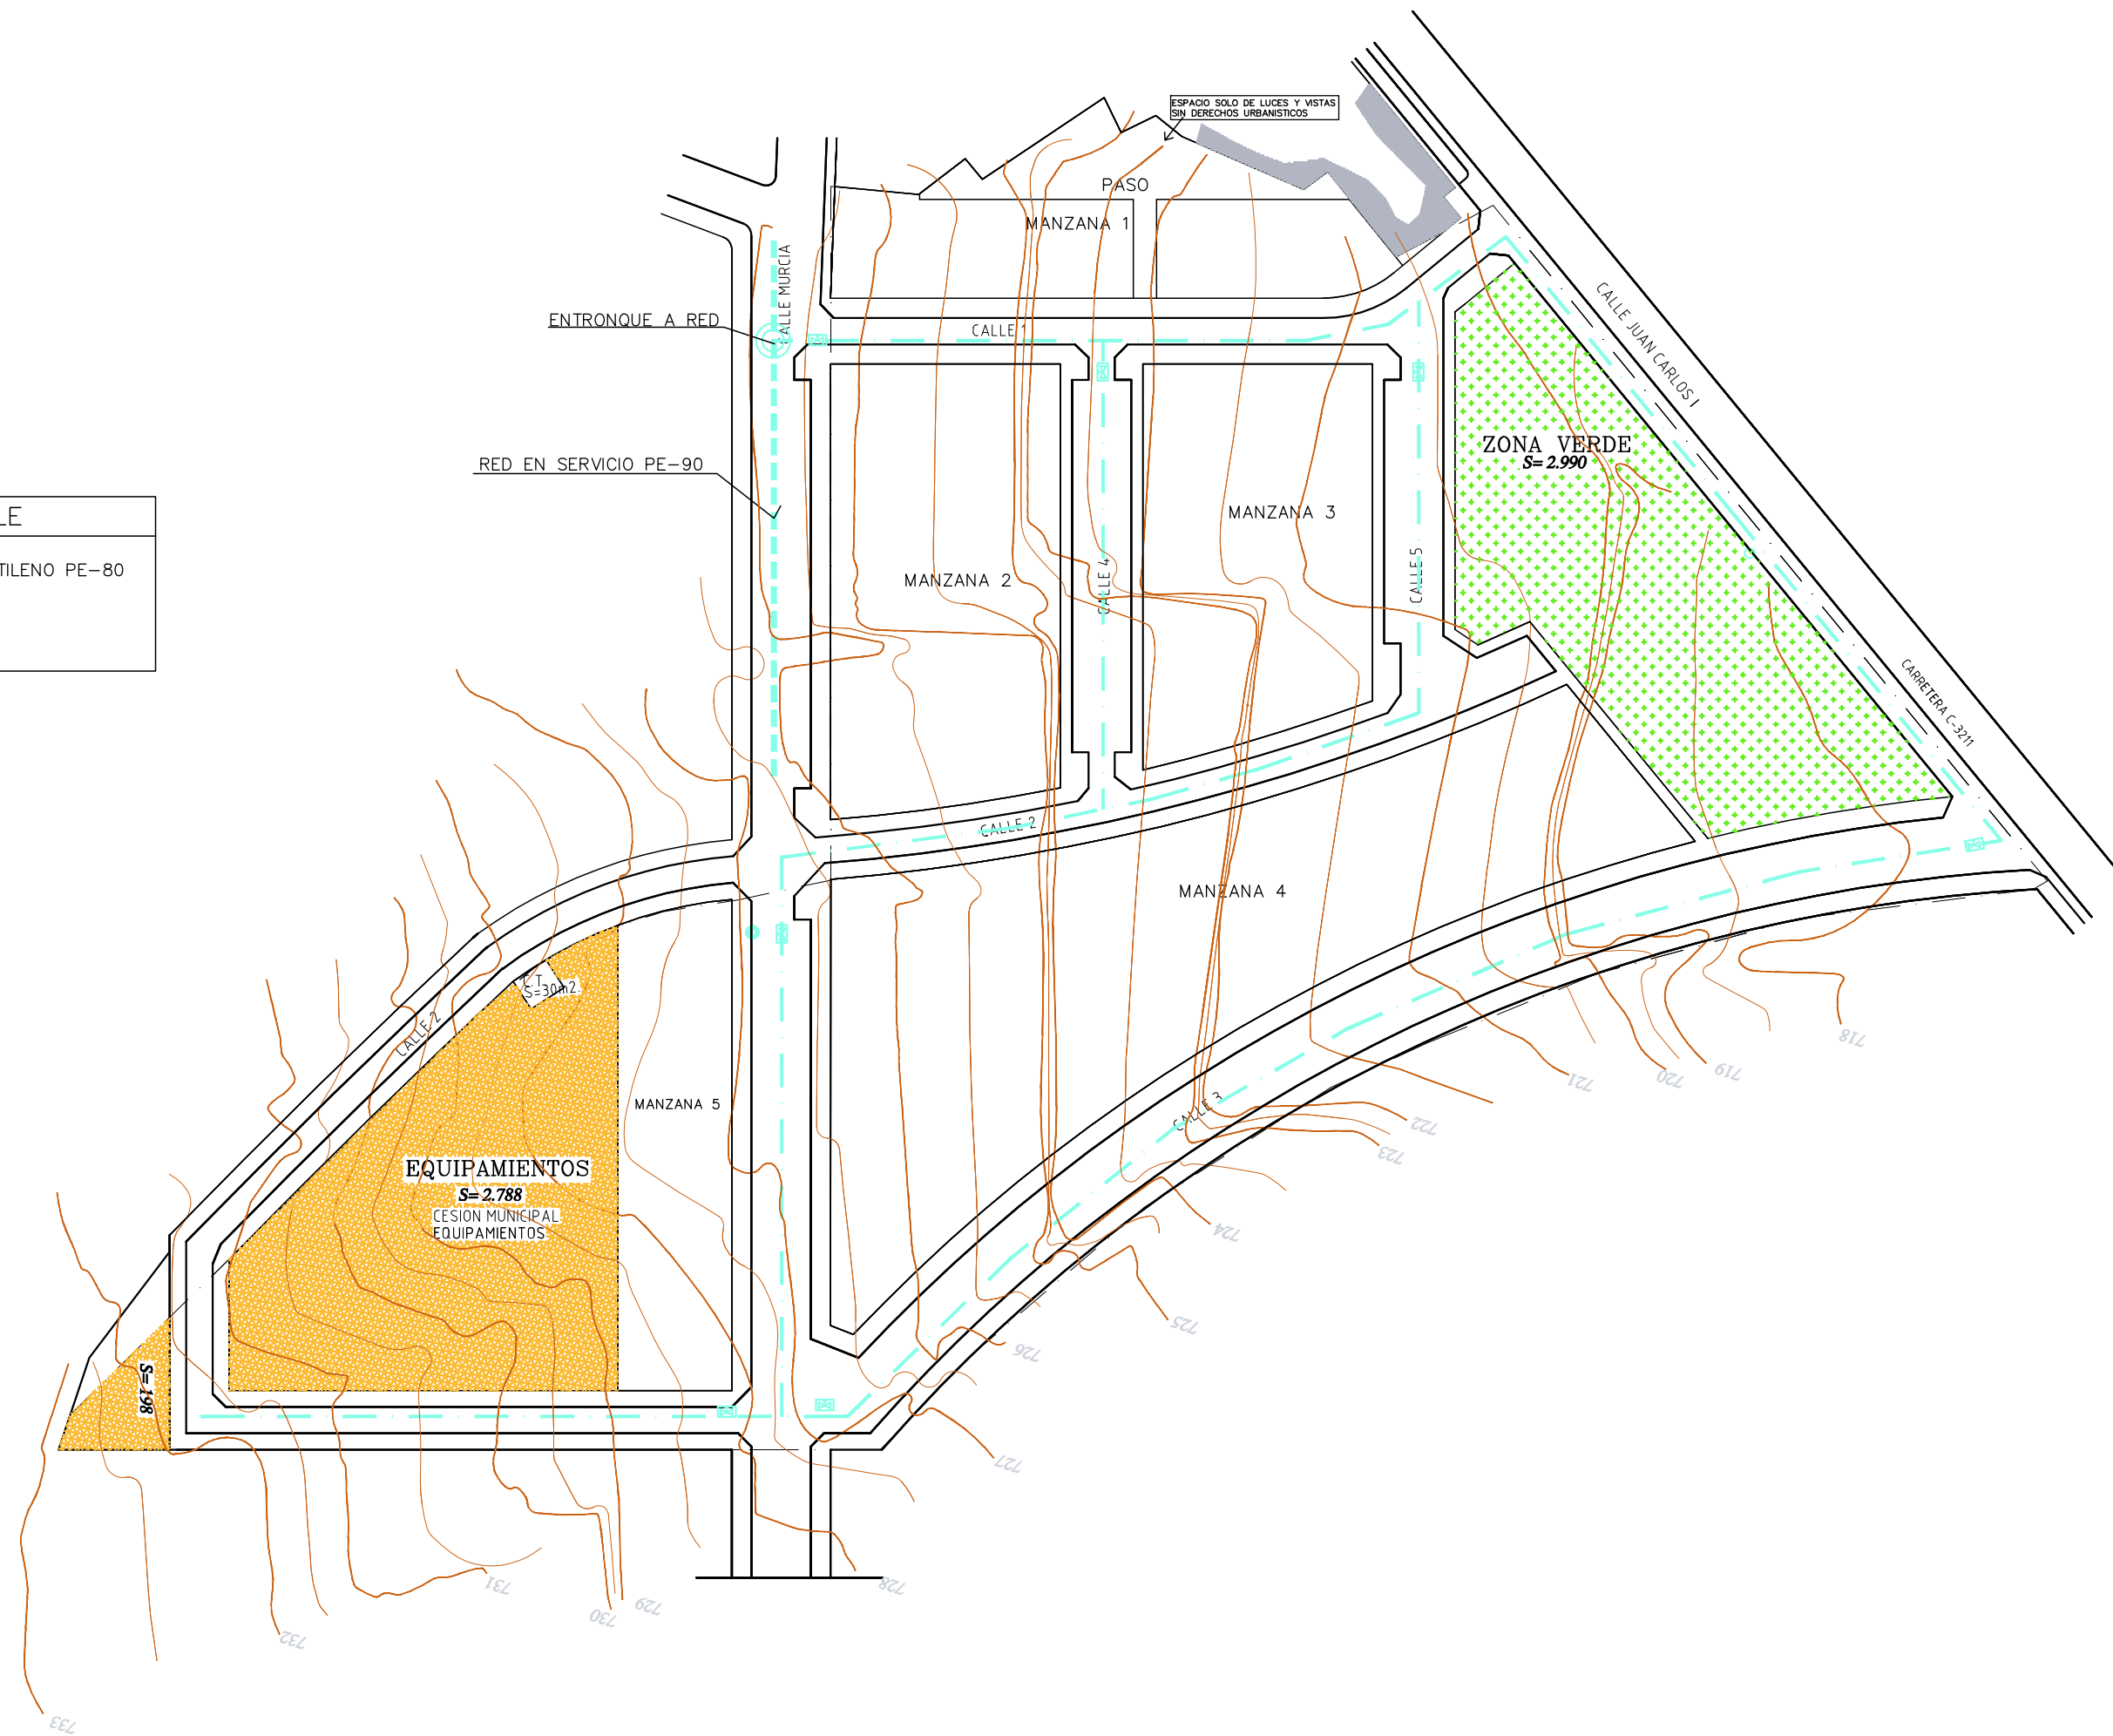 ESPACIO SOLO DE LUCES Y VISTAS
SIN DERECHOS URBANISTICOS
PASO
MANZANA 1
ALLE MURCIA
ENTRONQUE A RED
CALLE 1
CALLE JUAN CARLOS I
ZONA VERDE
S= 2.990
RED EN SERVICIO PE-90
LE
TILENO PE-80
MANZANA 3
MANZANA 2
CALLE 4
CALLE 5
CARRETERA C-3211
CALLE 2
MANZANA 4
T.T
S=30m2.
CALLE 2
MANZANA 5
CALLE 3
EQUIPAMIENTOS
S= 2.788
CESION MUNICIPAL
EQUIPAMIENTOS
S= 198
718
719
720
721
722
723
724
725
726
727
728
729
730
731
732
733